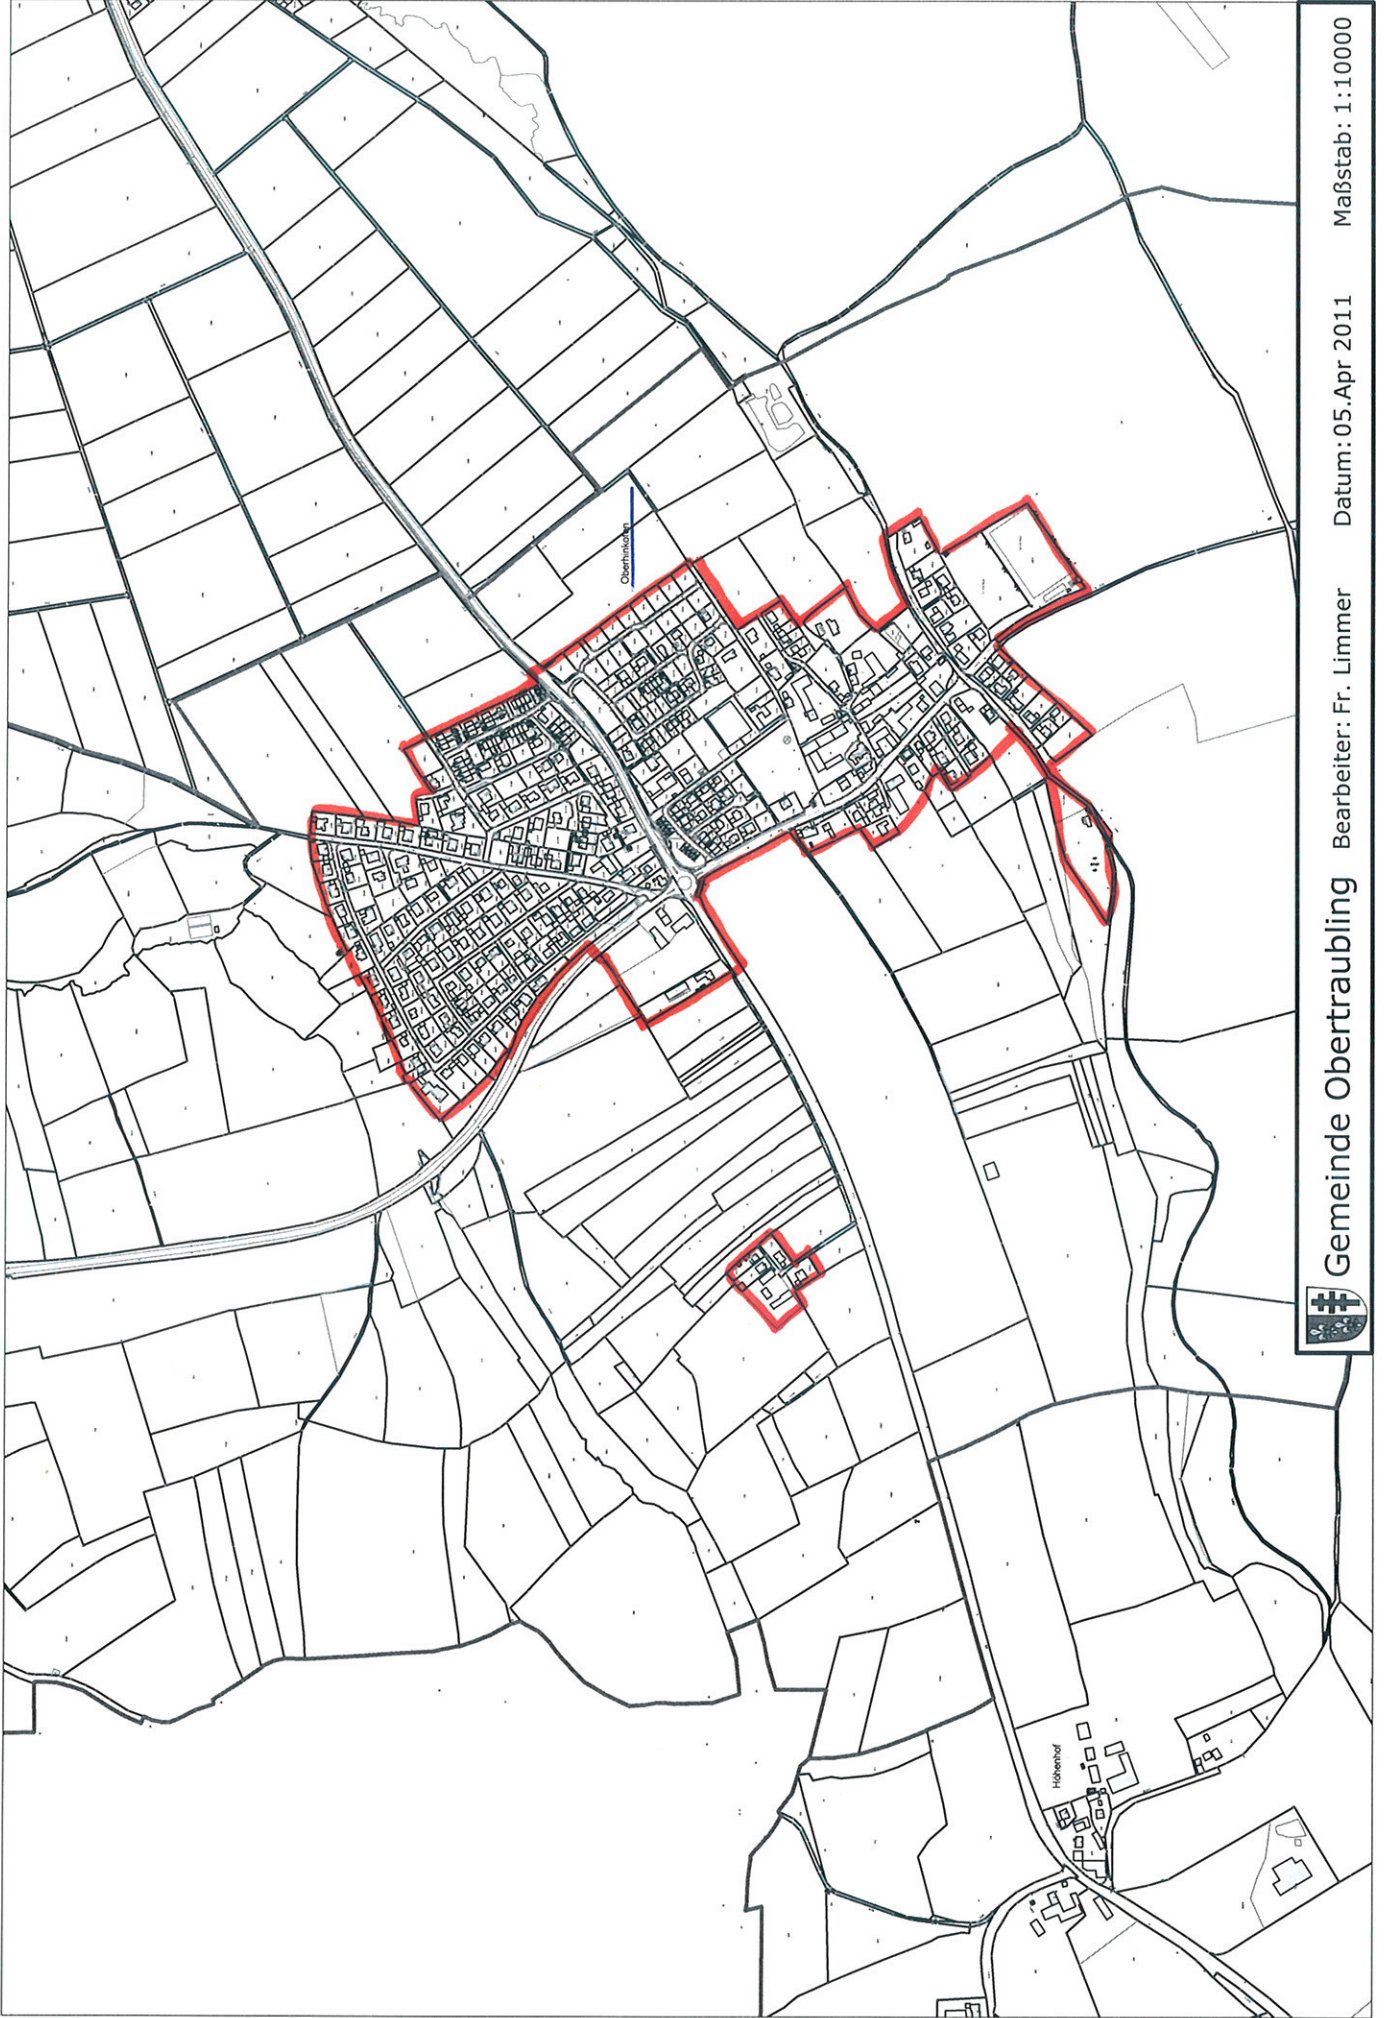 Oberhinkofen
Höhenhof
Gemeinde Obertraubling Bearbeiter: Fr. Limmer Datum: 05.Apr 2011 Maßstab: 1:10000